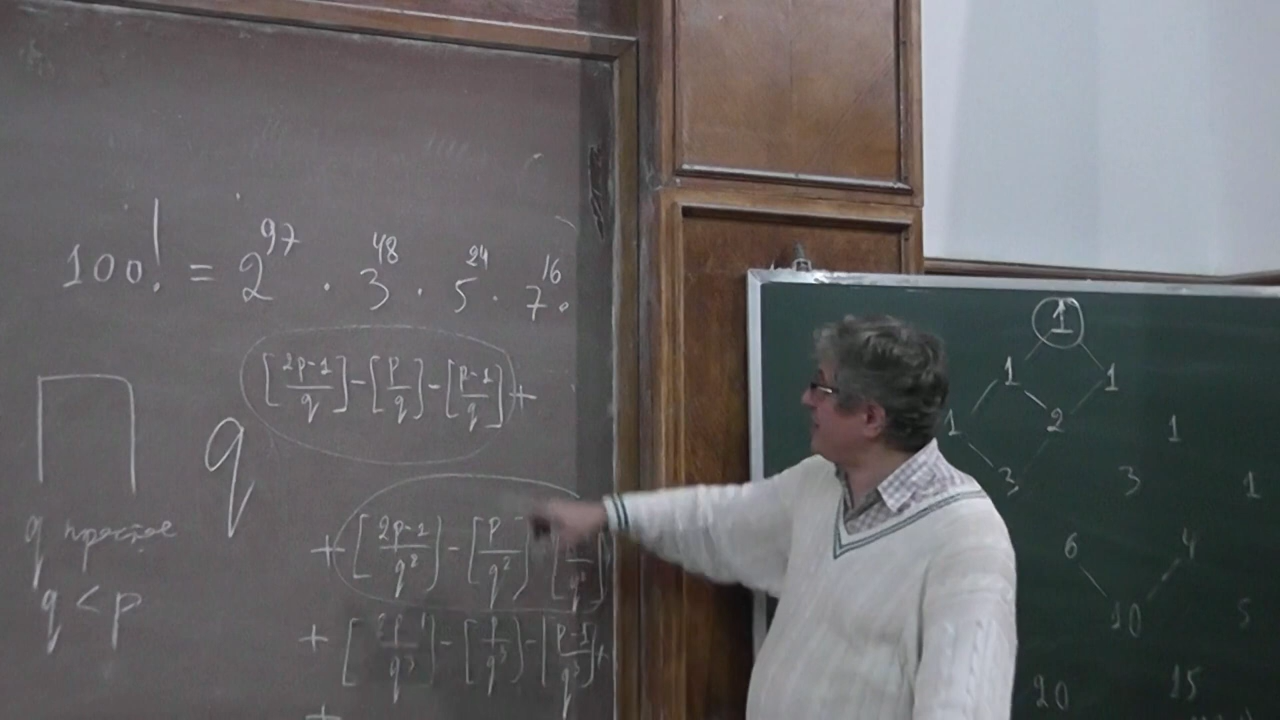 100! = 2^97 · 3^48 · 5^24 · 7^16 ·
[2p-1/q] - [p/q] - [p-1/q] +
∏ q
q простое
q < p
+ [2p-1/q²] - [p/q²]
+ [p/q³] - [p-1/q³] +
+
1
1 1
1 2 1
3 3 1
6 4
10 5
20 15